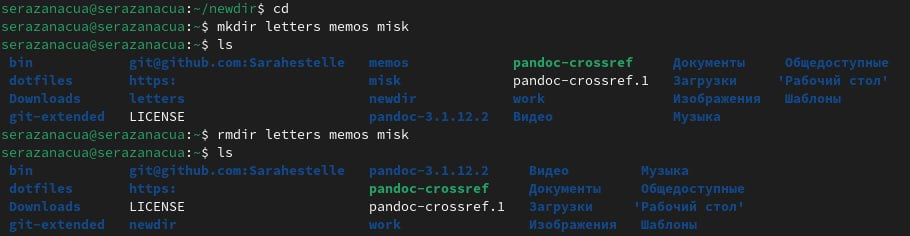 serazanacua@serazanacua:~/newdir$ cd
serazanacua@serazanacua:~$ mkdir letters memos misk
serazanacua@serazanacua:~$ ls
bin git@github.com:Sarahestelle memos pandoc-crossref Документы Общедоступные
dotfiles https: misk pandoc-crossref.1 Загрузки 'Рабочий стол'
Downloads letters newdir work Изображения Шаблоны
git-extended LICENSE pandoc-3.1.12.2 Видео Музыка
serazanacua@serazanacua:~$ rmdir letters memos misk
serazanacua@serazanacua:~$ ls
bin git@github.com:Sarahestelle pandoc-3.1.12.2 Видео Музыка
dotfiles https: pandoc-crossref Документы Общедоступные
Downloads LICENSE pandoc-crossref.1 Загрузки 'Рабочий стол'
git-extended newdir work Изображения Шаблоны